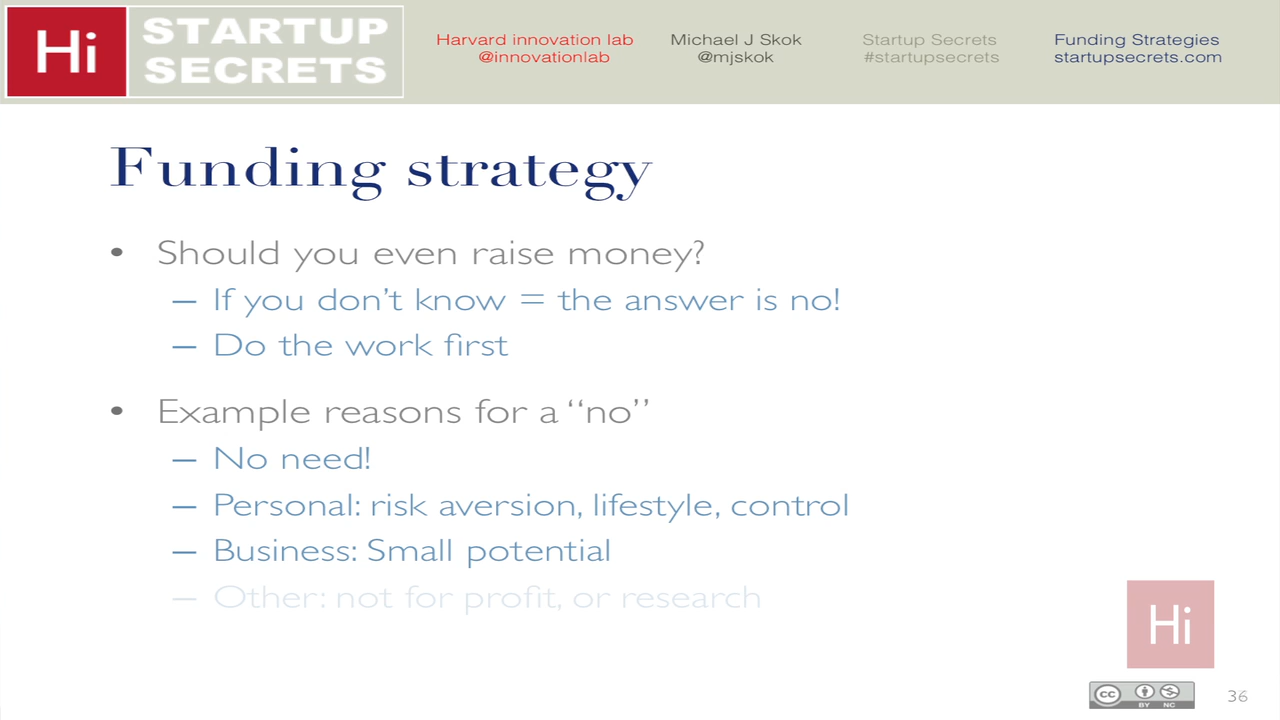 Hi
STARTUP
SECRETS
Harvard innovation lab
@innovationlab
Michael J Skok
@mjskok
Startup Secrets
#startupsecrets
Funding Strategies
startupsecrets.com
Funding strategy
• Should you even raise money?
– If you don’t know = the answer is no!
– Do the work first
• Example reasons for a “no”
– No need!
– Personal: risk aversion, lifestyle, control
– Business: Small potential
– Other: not for profit, or research
Hi
cc
BY NC
36